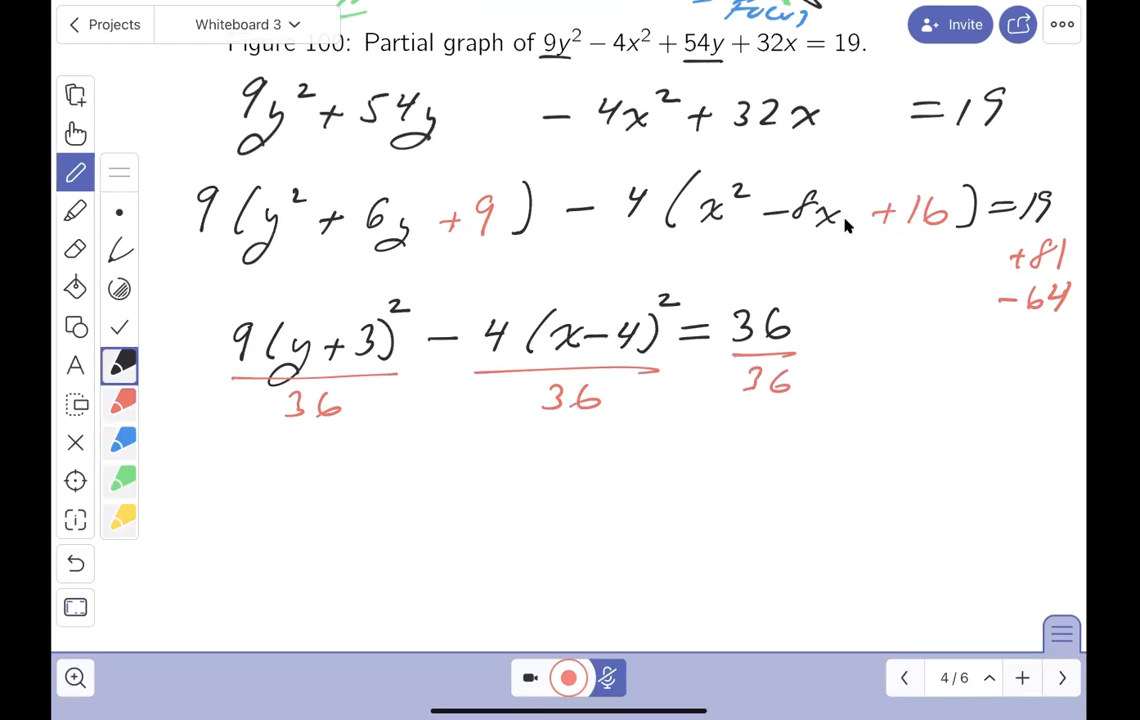 Focus
Projects
Whiteboard 3
Invite
Figure 100: Partial graph of 9y² − 4x² + 54y + 32x = 19.
9y² + 54y − 4x² + 32x = 19
9(y² + 6y + 9) − 4(x² − 8x + 16) = 19
+81
−64
9(y+3)² − 4(x−4)² = 36
36 36 36
A
4/6